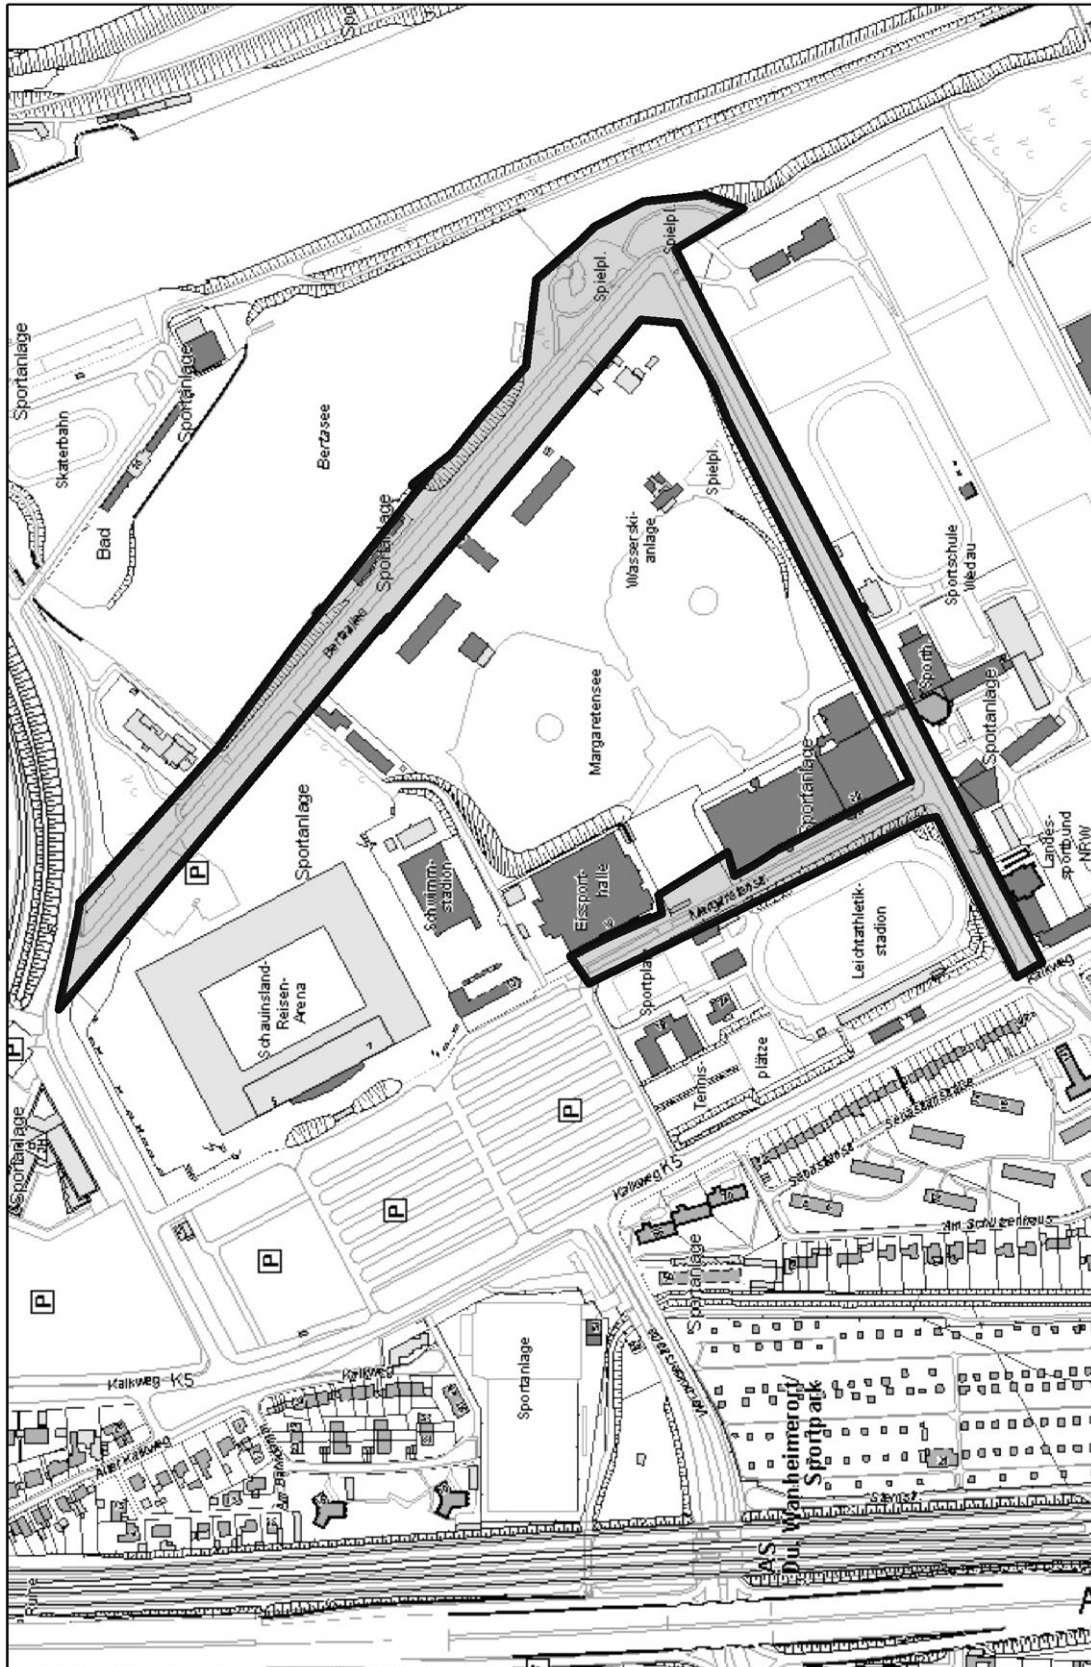 Sportanlage
Skaterbahn
Sportanlage
Bad
Bertasee
Sportanlage
Bertaallee
Spielpl.
Spielpl.
P
Sportanlage
Schauinsland-
Reisen-
Arena
Schwimm-
stadion
Margaretensee
Wasserski-
anlage
Spielpl.
Eissport-
halle
Sportanlage
Margaretenstr.
Sportplatz
Leichtathletik-
stadion
Sporth.
Sportschule
Wedau
Sportanlage
Landes-
sportbund
NRW
Kalkweg
Tennis-
plätze
P
Sportanlage
P
P
P
P
Kalkweg K5
Kalkweg K5
Kalkweg
Alter Kalkweg
Sportanlage
Sportanlage
Am Schützenhaus
AS
Du. Wanheimerort/
Sportpark